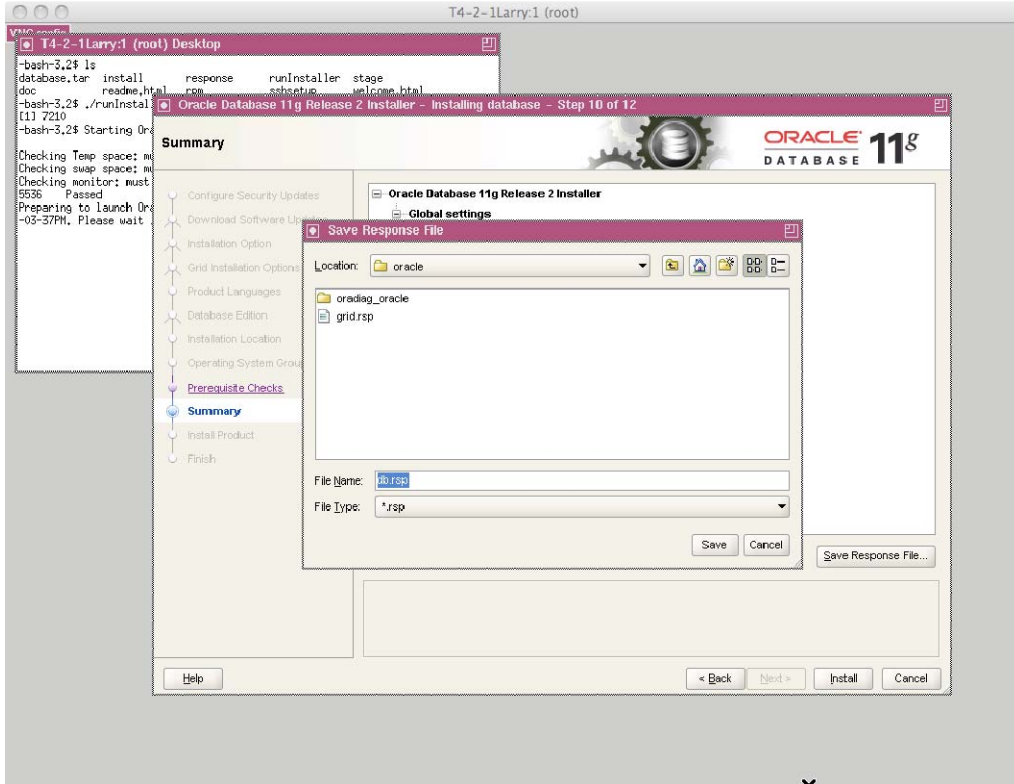 T4-2-1Larry:1 (root)
VNC config
T4-2-1Larry:1 (root) Desktop
-bash-3.2$ ls
database.tar install response runInstaller stage
doc readme.html rpm sshsetup welcome.html
-bash-3.2$ ./runInstal
[1] 7210
-bash-3.2$ Starting Ora
Checking Temp space: mu
Checking swap space: mu
Checking monitor: must
5536 Passed
Preparing to launch Ora
-03-37PM. Please wait .
Oracle Database 11g Release 2 Installer - Installing database - Step 10 of 12
Summary
ORACLE
DATABASE
11g
Configure Security Updates
Download Software Updates
Installation Option
Grid Installation Options
Product Languages
Database Edition
Installation Location
Operating System Grou
Prerequisite Checks
Summary
Install Product
Finish
Oracle Database 11g Release 2 Installer
Global settings
Save Response File
Location: oracle
oradiag_oracle
grid.rsp
File Name: db.rsp
File Type: *.rsp
Save Cancel
Save Response File...
Help < Back Next > Install Cancel